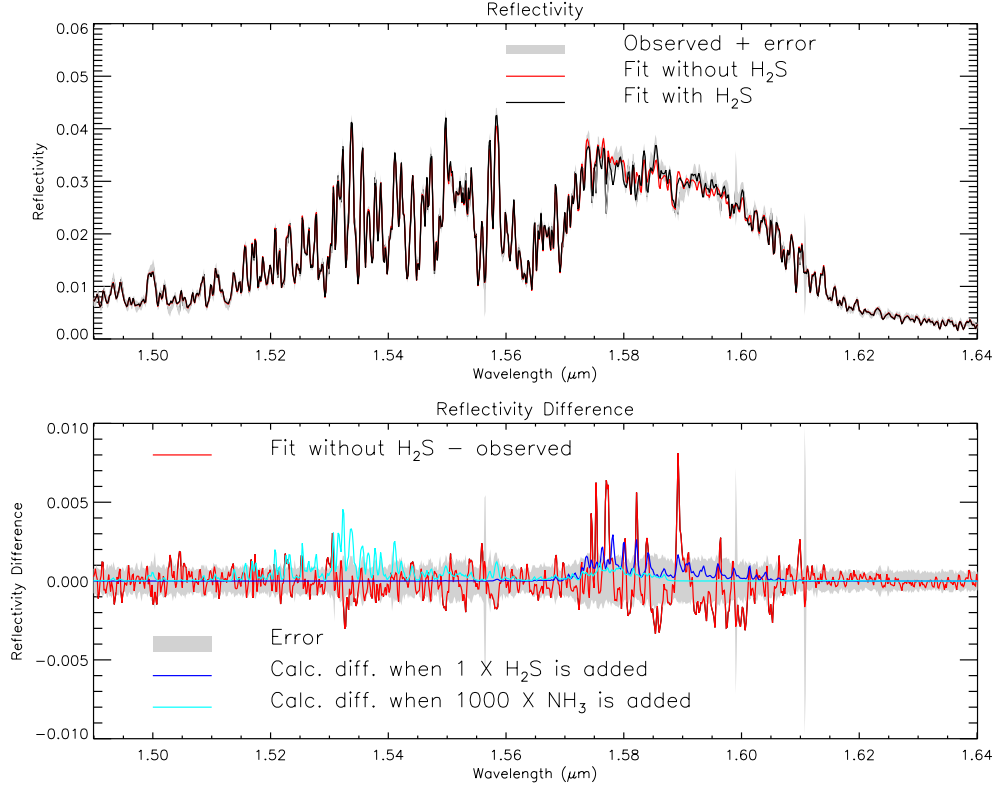 Reflectivity
0.06
0.05
0.04
0.03
0.02
0.01
0.00
Reflectivity
Observed + error
Fit without H₂S
Fit with H₂S
1.50 1.52 1.54 1.56 1.58 1.60 1.62 1.64
Wavelength (μm)
Reflectivity Difference
0.010
0.005
0.000
−0.005
−0.010
Reflectivity Difference
Fit without H₂S − observed
Error
Calc. diff. when 1 X H₂S is added
Calc. diff. when 1000 X NH₃ is added
1.50 1.52 1.54 1.56 1.58 1.60 1.62 1.64
Wavelength (μm)